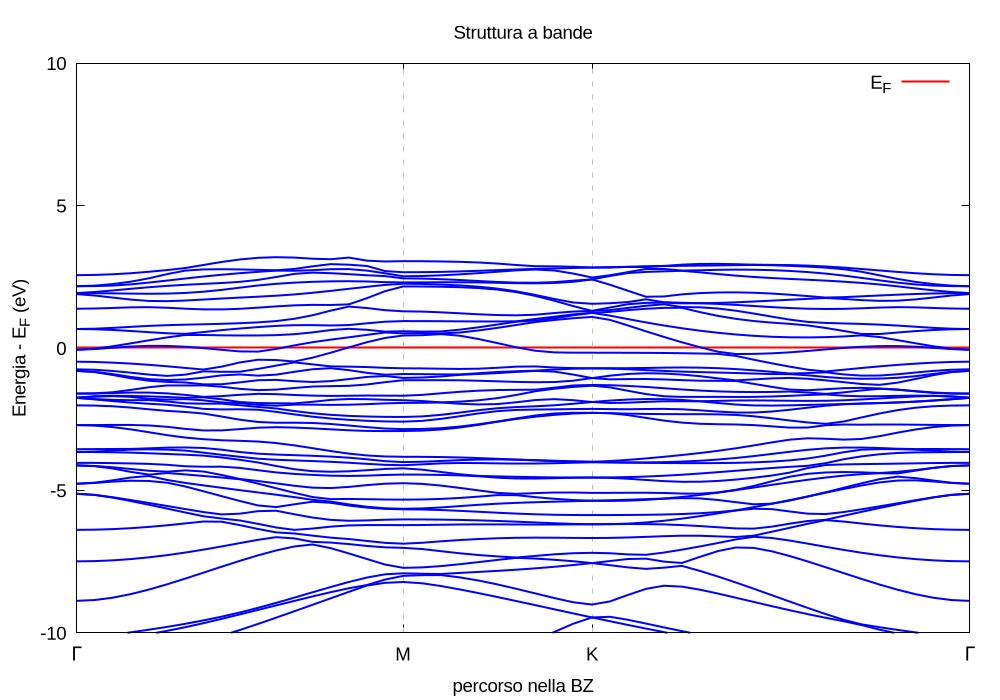 Struttura a bande
E_F
Energia - E_F (eV)
10
5
0
-5
-10
Γ
M
K
Γ
percorso nella BZ